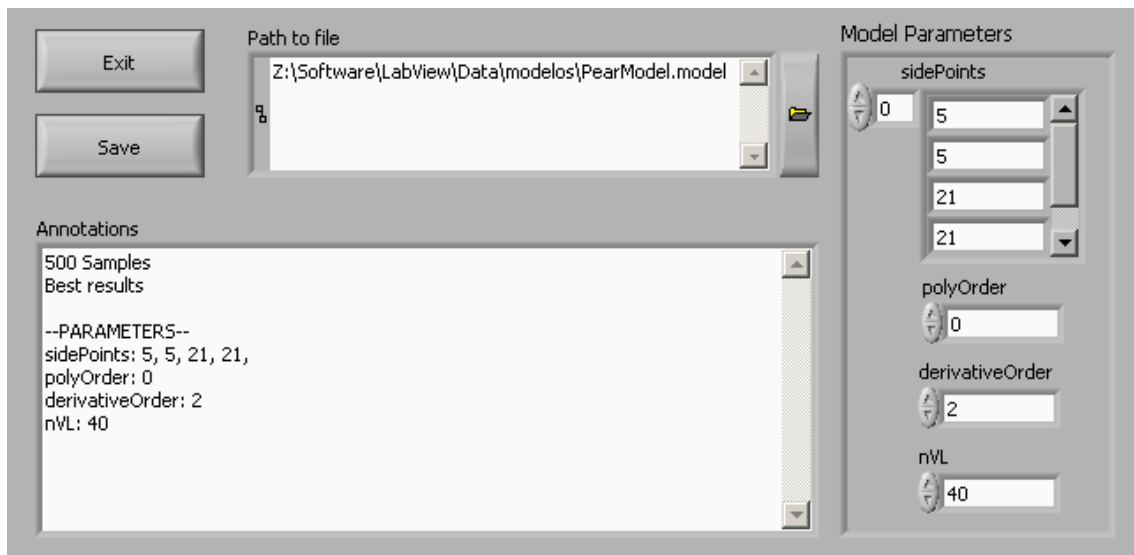 Exit
Save
Path to file
Z:\Software\LabView\Data\modelos\PearModel.model
Annotations
500 Samples
Best results
--PARAMETERS--
sidePoints: 5, 5, 21, 21,
polyOrder: 0
derivativeOrder: 2
nVL: 40
Model Parameters
sidePoints
0
5
5
21
21
polyOrder
0
derivativeOrder
2
nVL
40